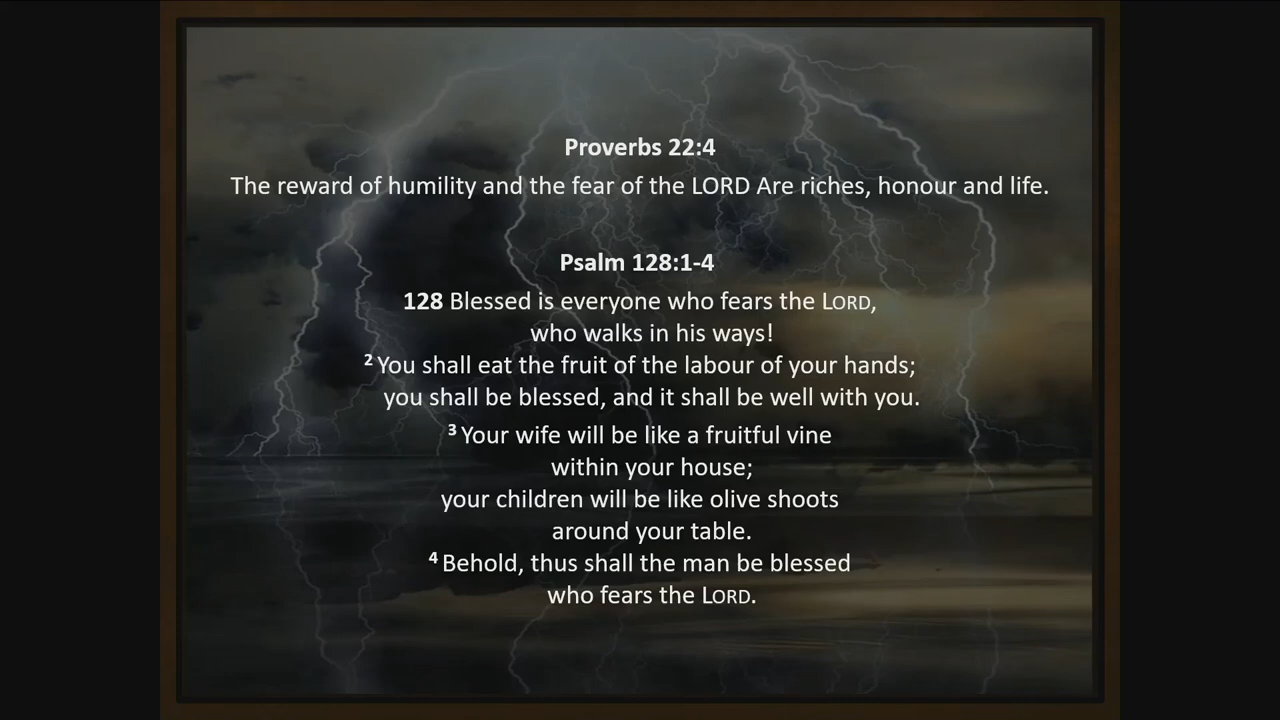 Proverbs 22:4
The reward of humility and the fear of the LORD Are riches, honour and life.
Psalm 128:1-4
128 Blessed is everyone who fears the LORD,
who walks in his ways!
2 You shall eat the fruit of the labour of your hands;
you shall be blessed, and it shall be well with you.
3 Your wife will be like a fruitful vine
within your house;
your children will be like olive shoots
around your table.
4 Behold, thus shall the man be blessed
who fears the LORD.